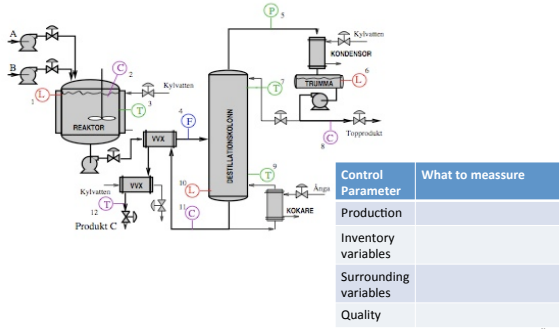 P
5
A
Kylvatten
KONDENSOR
B
C
2
6
TRUMMA
L
L
1
Kylvatten
T
7
3
T
4
F
REAKTOR
DESTILLATIONSKOLONN
VVX
C
8
Topprodukt
9
T
VVX
Kylvatten
10
L
Ånga
T
12
11
C
KOKARE
Produkt C
Control Parameter
What to meassure
Production
Inventory variables
Surrounding variables
Quality